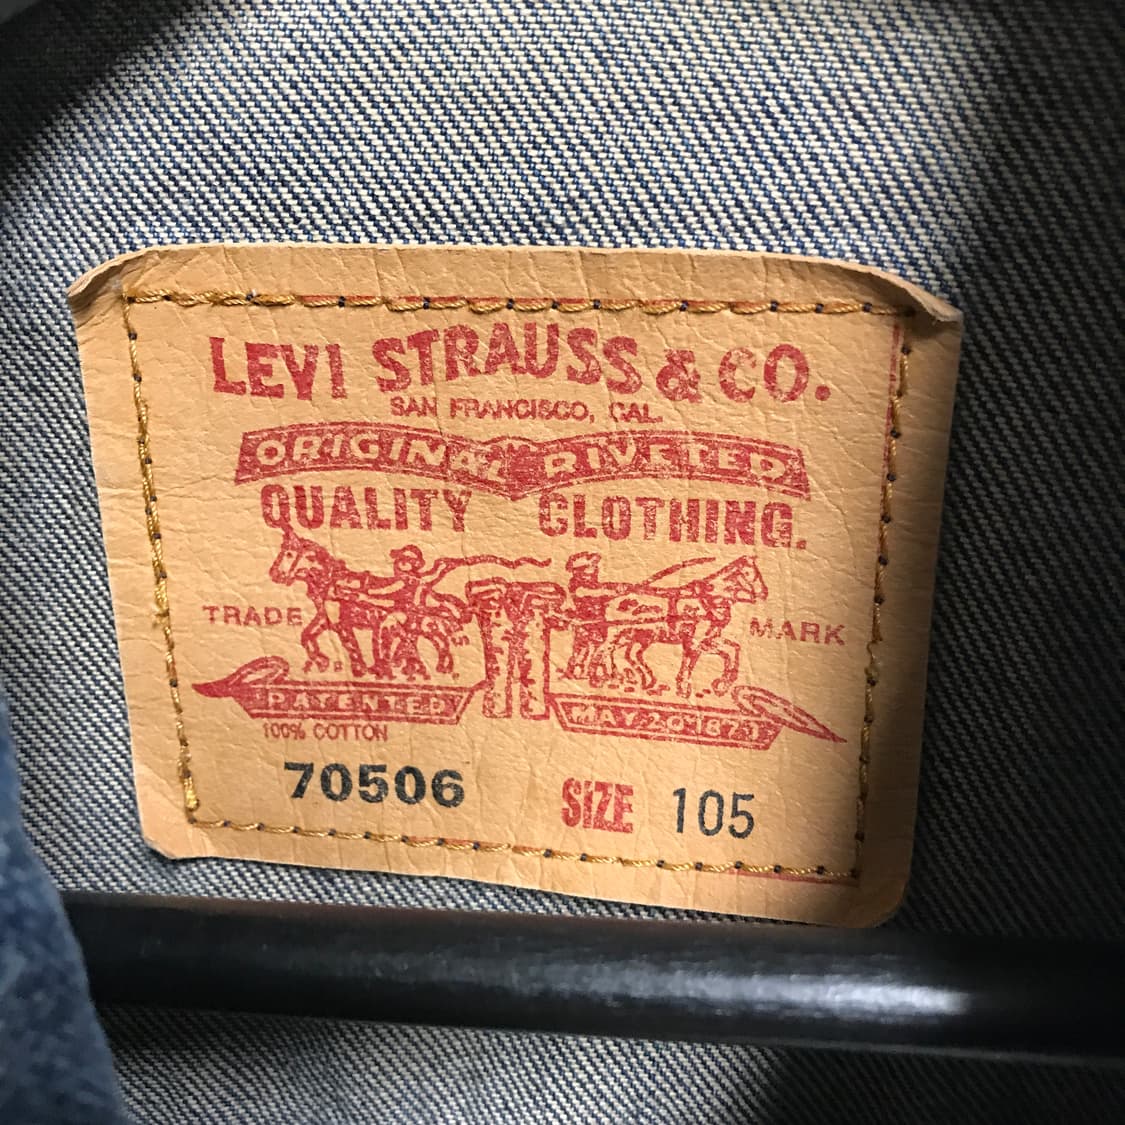 LEVI STRAUSS & CO.
SAN FRANCISCO, CAL.
ORIGINAL RIVETED
QUALITY CLOTHING.
TRADE MARK
PATENTED MAY 20 1873
100% COTTON
70506 SIZE 105